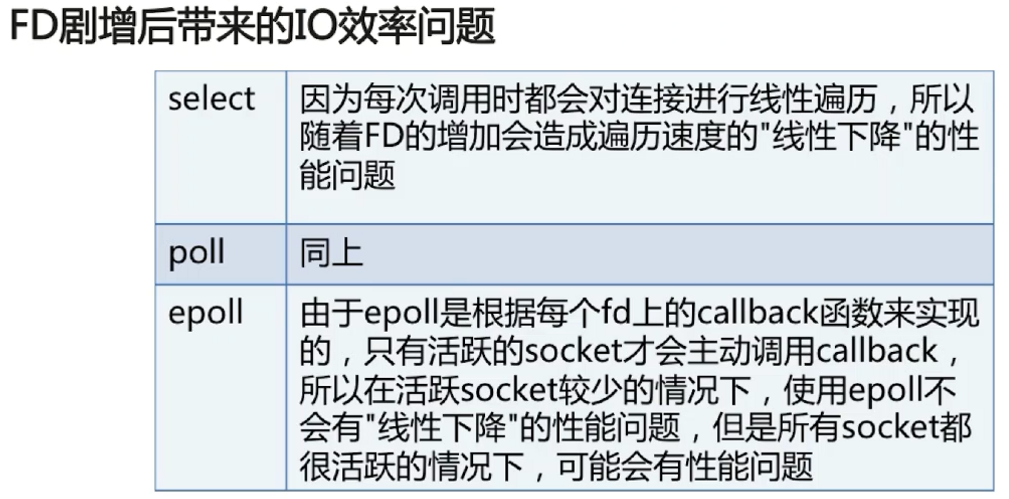 FD剧增后带来的IO效率问题
select
因为每次调用时都会对连接进行线性遍历，所以
随着FD的增加会造成遍历速度的"线性下降"的性
能问题
poll
同上
epoll
由于epoll是根据每个fd上的callback函数来实现
的，只有活跃的socket才会主动调用callback，
所以在活跃socket较少的情况下，使用epoll不
会有"线性下降"的性能问题，但是所有socket都
很活跃的情况下，可能会有性能问题